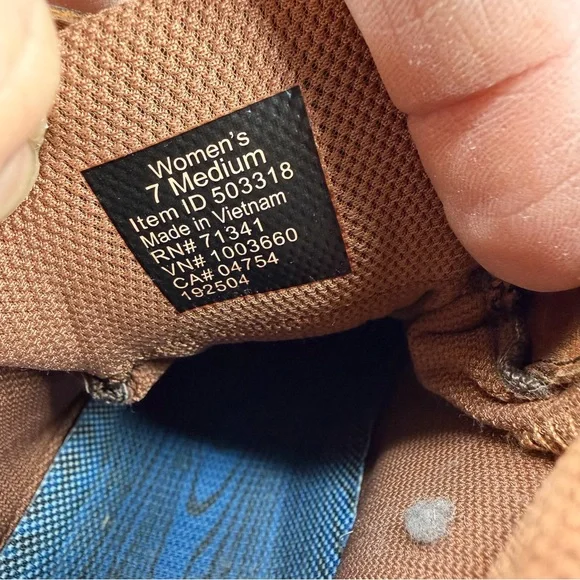 Women's
7 Medium
Item ID 503318
Made in Vietnam
RN# 71341
VN# 1003660
CA# 04754
192504